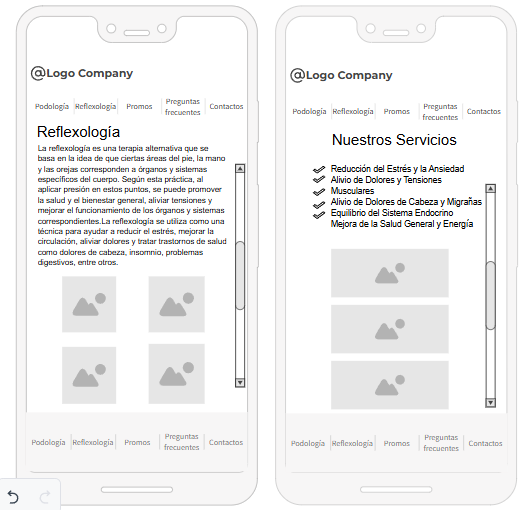 @Logo Company
Podología Reflexología Promos Preguntas frecuentes Contactos
Reflexología
La reflexología es una terapia alternativa que se
basa en la idea de que ciertas áreas del pie, la mano
y las orejas corresponden a órganos y sistemas
específicos del cuerpo. Según esta práctica, al
aplicar presión en estos puntos, se puede promover
la salud y el bienestar general, aliviar tensiones y
mejorar el funcionamiento de los órganos y sistemas
correspondientes.La reflexología se utiliza como una
técnica para ayudar a reducir el estrés, mejorar la
circulación, aliviar dolores y tratar trastornos de salud
como dolores de cabeza, insomnio, problemas
digestivos, entre otros.
Podología Reflexología Promos Preguntas frecuentes Contactos
@Logo Company
Podología Reflexología Promos Preguntas frecuentes Contactos
Nuestros Servicios
Reducción del Estrés y la Ansiedad
Alivio de Dolores y Tensiones
Musculares
Alivio de Dolores de Cabeza y Migrañas
Equilibrio del Sistema Endocrino
Mejora de la Salud General y Energía
Podología Reflexología Promos Preguntas frecuentes Contactos